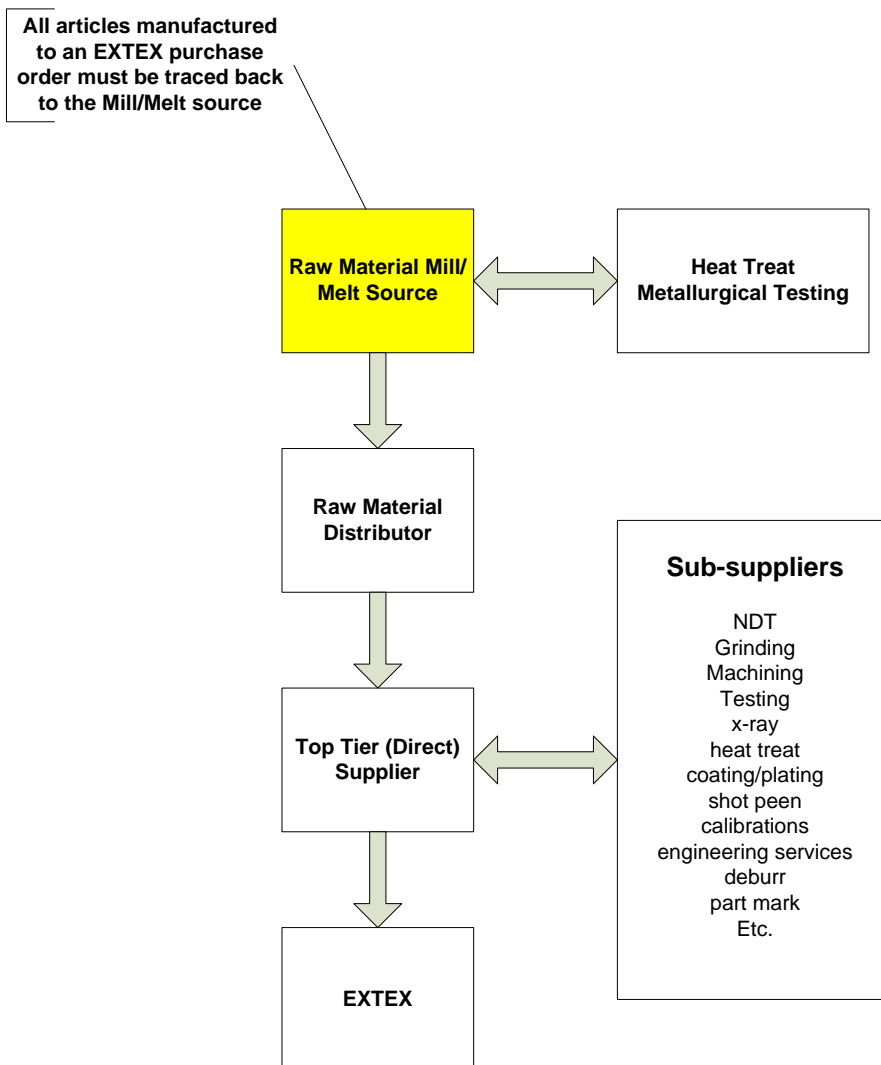 All articles manufactured
to an EXTEX purchase
order must be traced back
to the Mill/Melt source
Raw Material Mill/
Melt Source
Heat Treat
Metallurgical Testing
Raw Material
Distributor
Top Tier (Direct)
Supplier
Sub-suppliers
NDT
Grinding
Machining
Testing
x-ray
heat treat
coating/plating
shot peen
calibrations
engineering services
deburr
part mark
Etc.
EXTEX